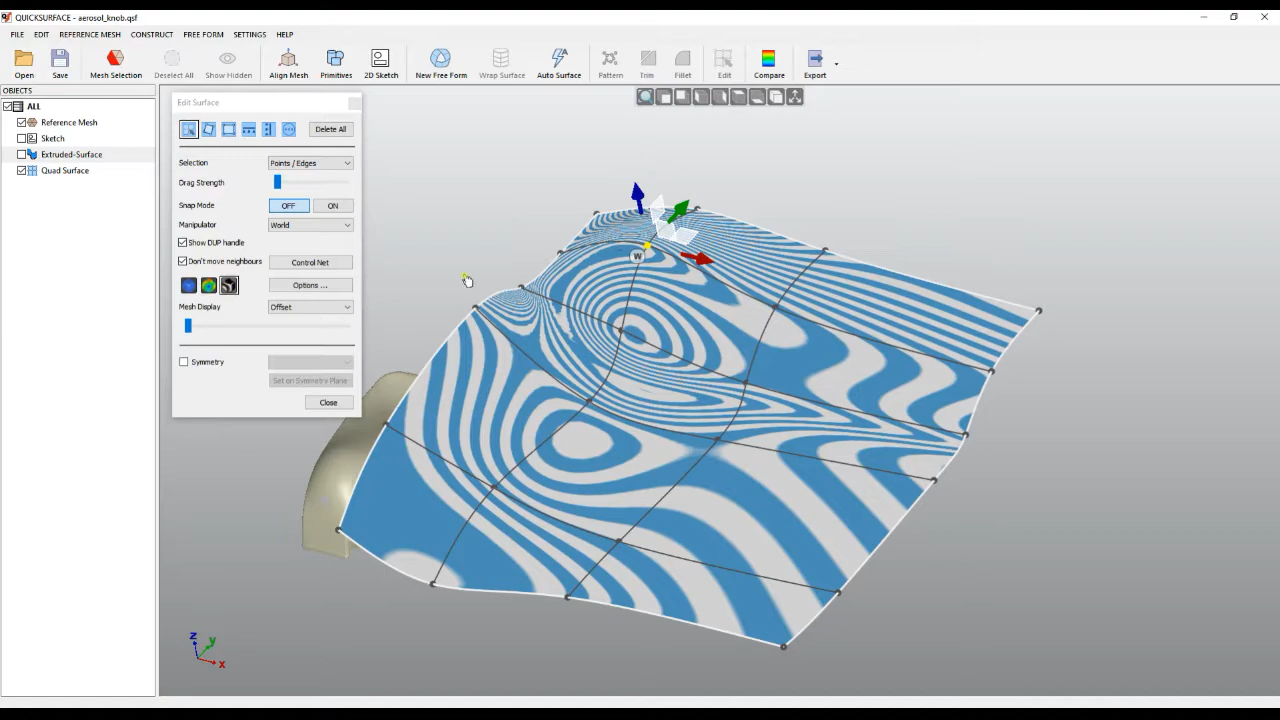 QUICKSURFACE - aerosol_knob.qsf
FILE EDIT REFERENCE MESH CONSTRUCT FREE FORM SETTINGS HELP
Open Save Mesh Selection Deselect All Show Hidden Align Mesh Primitives 2D Sketch New Free Form Wrap Surface Auto Surface Pattern Trim Fillet Edit Compare Export
OBJECTS
ALL
Reference Mesh
Sketch
Extruded-Surface
Quad Surface
Edit Surface
Delete All
Selection Points / Edges
Drag Strength
Snap Mode OFF ON
Manipulator World
Show DUP handle
Don't move neighbours Control Net
Options ...
Mesh Display Offset
Symmetry
Set on Symmetry Plane
Close
W
z y x